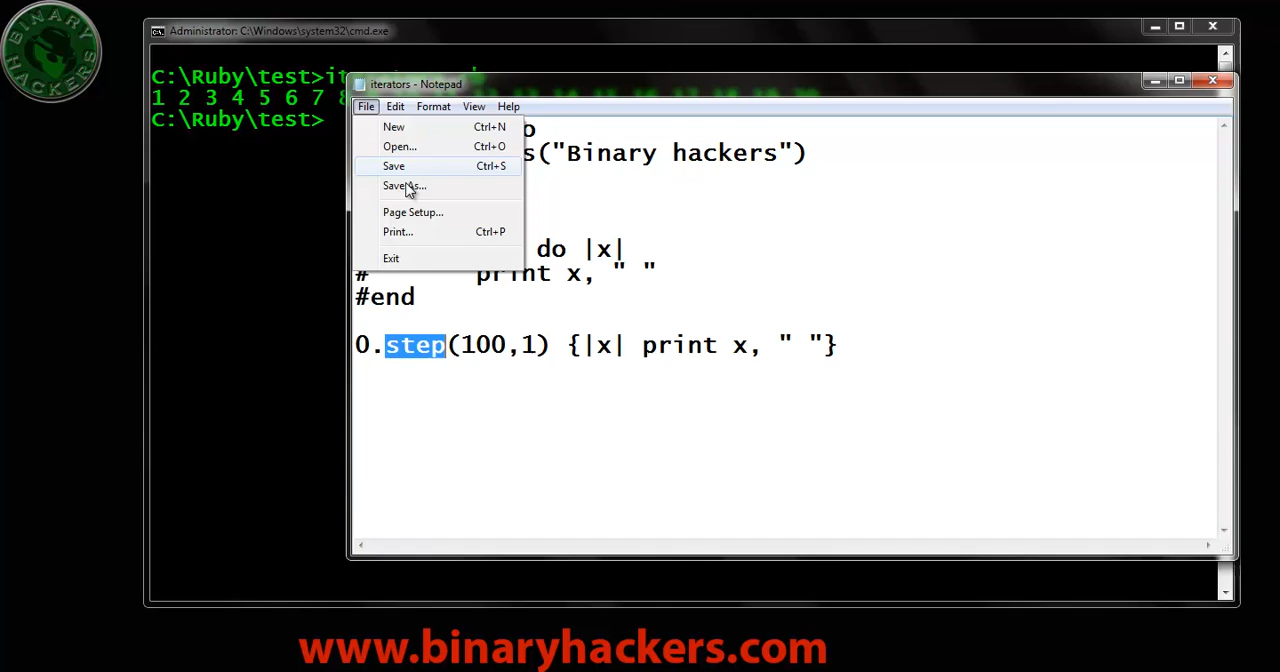 BINARY
HACKERS
Administrator: C:\Windows\system32\cmd.exe
C:\Ruby\test>
1 2 3 4 5 6 7
C:\Ruby\test>
iterators - Notepad
File Edit Format View Help
New Ctrl+N
Open... Ctrl+O
Save Ctrl+S
Save As...
Page Setup...
Print... Ctrl+P
Exit
("Binary hackers")
do |x|
# print x, " "
#end
0.step(100,1) {|x| print x, " "}
www.binaryhackers.com